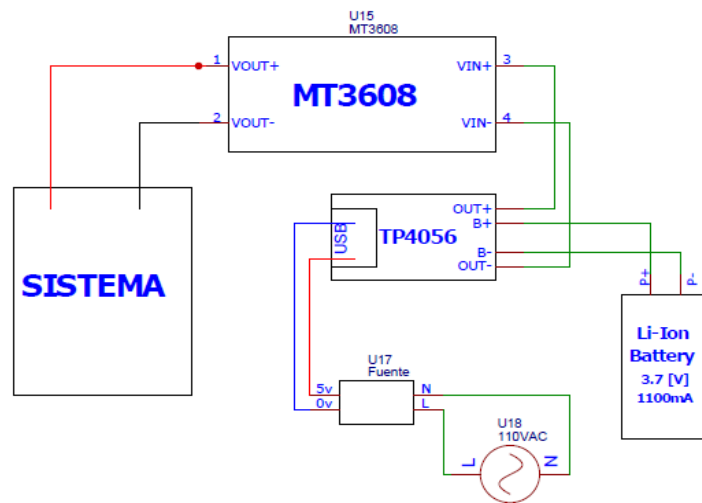 U15
MT3608
1 VOUT+ VIN+ 3
MT3608
2 VOUT- VIN- 4
OUT+
B+
USB TP4056
B-
OUT-
SISTEMA
P+ P-
Li-Ion
Battery
3.7 [V]
1100mA
U17
Fuente
5v N
0v L
U18
110VAC
L N